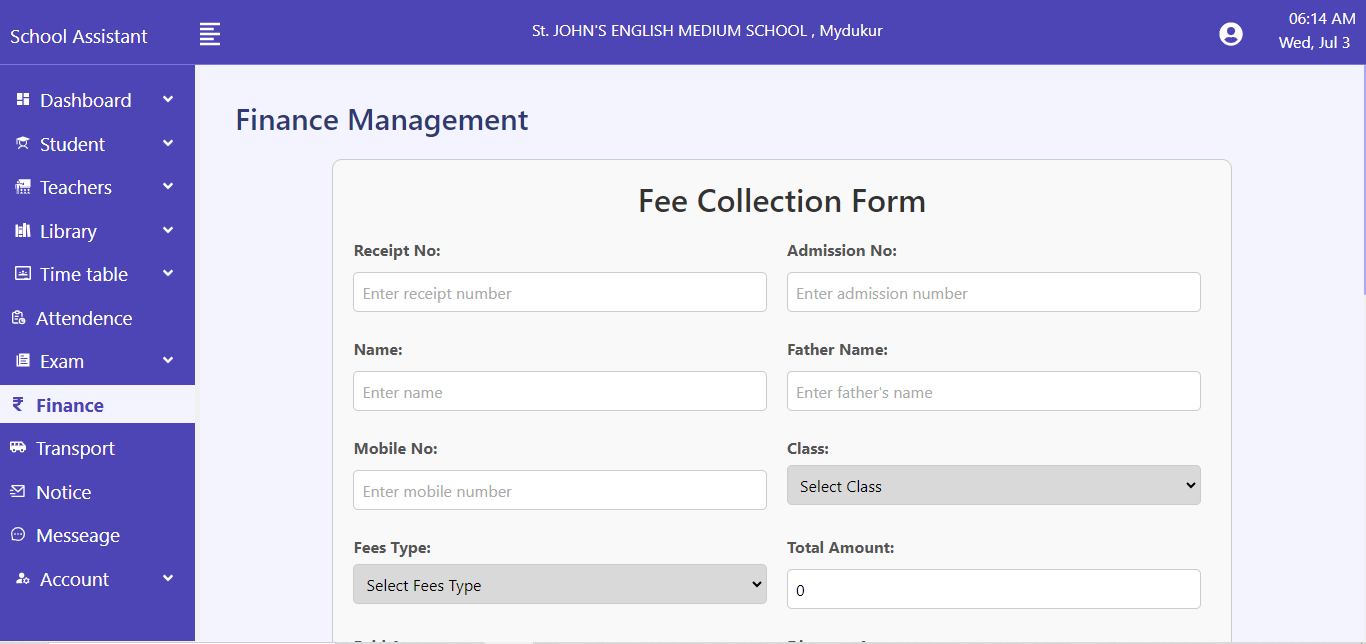 School Assistant
St. JOHN'S ENGLISH MEDIUM SCHOOL , Mydukur
06:14 AM
Wed, Jul 3
Dashboard
Student
Teachers
Library
Time table
Attendence
Exam
Finance
Transport
Notice
Messeage
Account
Finance Management
Fee Collection Form
Receipt No:
Admission No:
Enter receipt number
Enter admission number
Name:
Father Name:
Enter name
Enter father's name
Mobile No:
Class:
Enter mobile number
Select Class
Fees Type:
Total Amount:
Select Fees Type
0